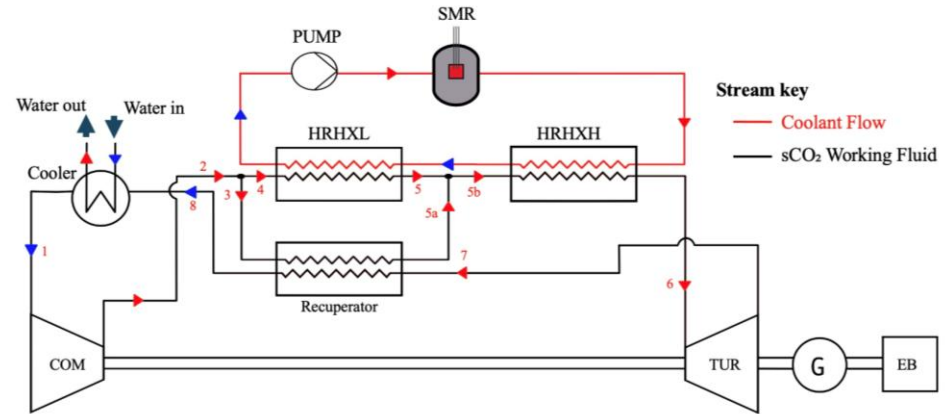 SMR
PUMP
Stream key
Coolant Flow
sCO₂ Working Fluid
Water out
Water in
HRHXL
HRHXH
Cooler
2
4
5
5b
3
8
5a
1
7
6
Recuperator
COM
TUR
G
EB